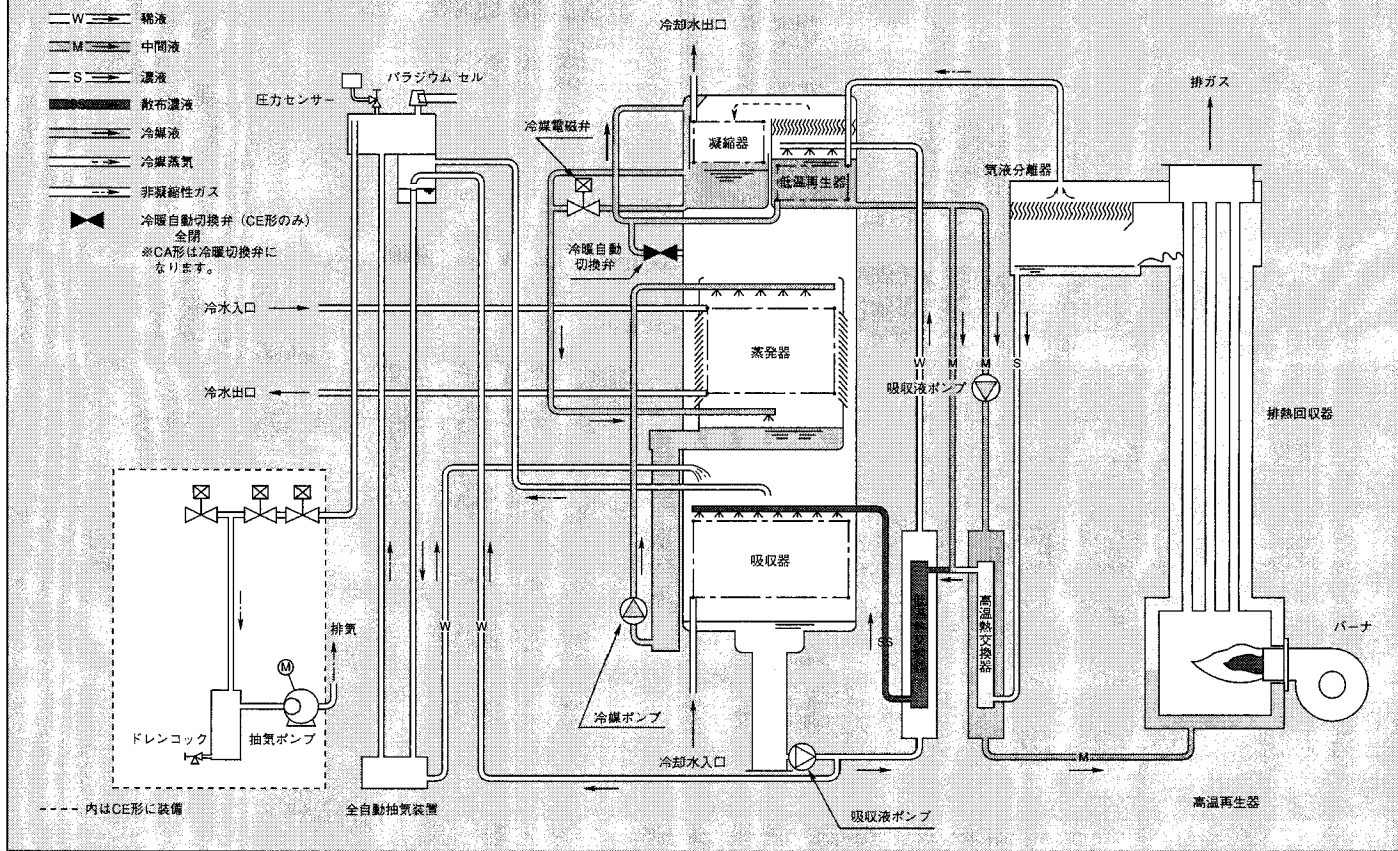 W 稀液
M 中間液
S 濃液
SS 散布濃液
冷媒液
冷媒蒸気
非凝縮性ガス
冷暖自動切換弁（CE形のみ）
全閉
※CA形は冷暖切換弁に
なります。
圧力センサー
パラジウム セル
冷却水出口
冷媒電磁弁
凝縮器
低温再生器
冷暖自動
切換弁
気液分離器
排ガス
冷水入口
冷水出口
蒸発器
W
M
M
S
吸収液ポンプ
排熱回収器
吸収器
W
W
SS
高温熱交換器
バーナ
排気
M
ドレンコック
抽気ポンプ
冷媒ポンプ
冷却水入口
M
高温再生器
---- 内はCE形に装備
全自動抽気装置
吸収液ポンプ